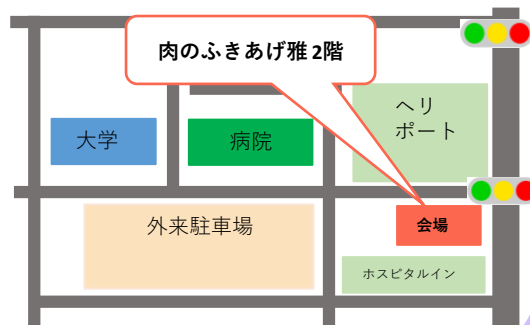 肉のふきあげ雅2階
ヘリ
ポート
大学
病院
外来駐車場
会場
ホスピタルイン